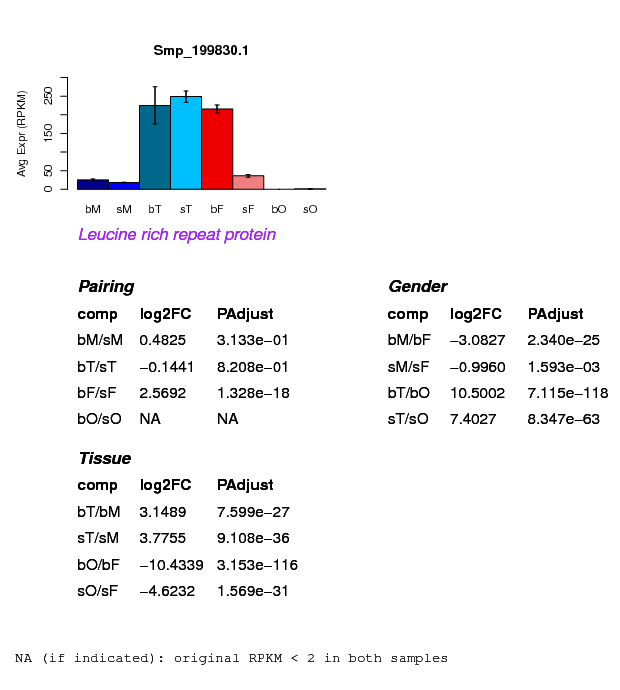 Smp_199830.1
Avg Expr (RPKM)
250
150
50
0
bM sM bT sT bF sF bO sO
Leucine rich repeat protein
Pairing
comp log2FC PAdjust
bM/sM 0.4825 3.133e−01
bT/sT −0.1441 8.208e−01
bF/sF 2.5692 1.328e−18
bO/sO NA NA
Gender
comp log2FC PAdjust
bM/bF −3.0827 2.340e−25
sM/sF −0.9960 1.593e−03
bT/bO 10.5002 7.115e−118
sT/sO 7.4027 8.347e−63
Tissue
comp log2FC PAdjust
bT/bM 3.1489 7.599e−27
sT/sM 3.7755 9.108e−36
bO/bF −10.4339 3.153e−116
sO/sF −4.6232 1.569e−31
NA (if indicated): original RPKM < 2 in both samples